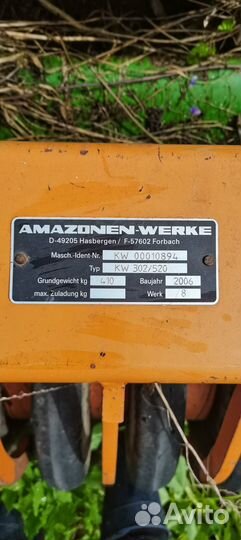 AMAZONEN-WERKE
D-49205 Hasbergen / F-57602 Forbach
Masch.-Ident-Nr. KW 00010894
Typ KW 302/520
Grundgewicht kg 410 Baujahr 2006
max. Zuladung kg Werk 8
Avito